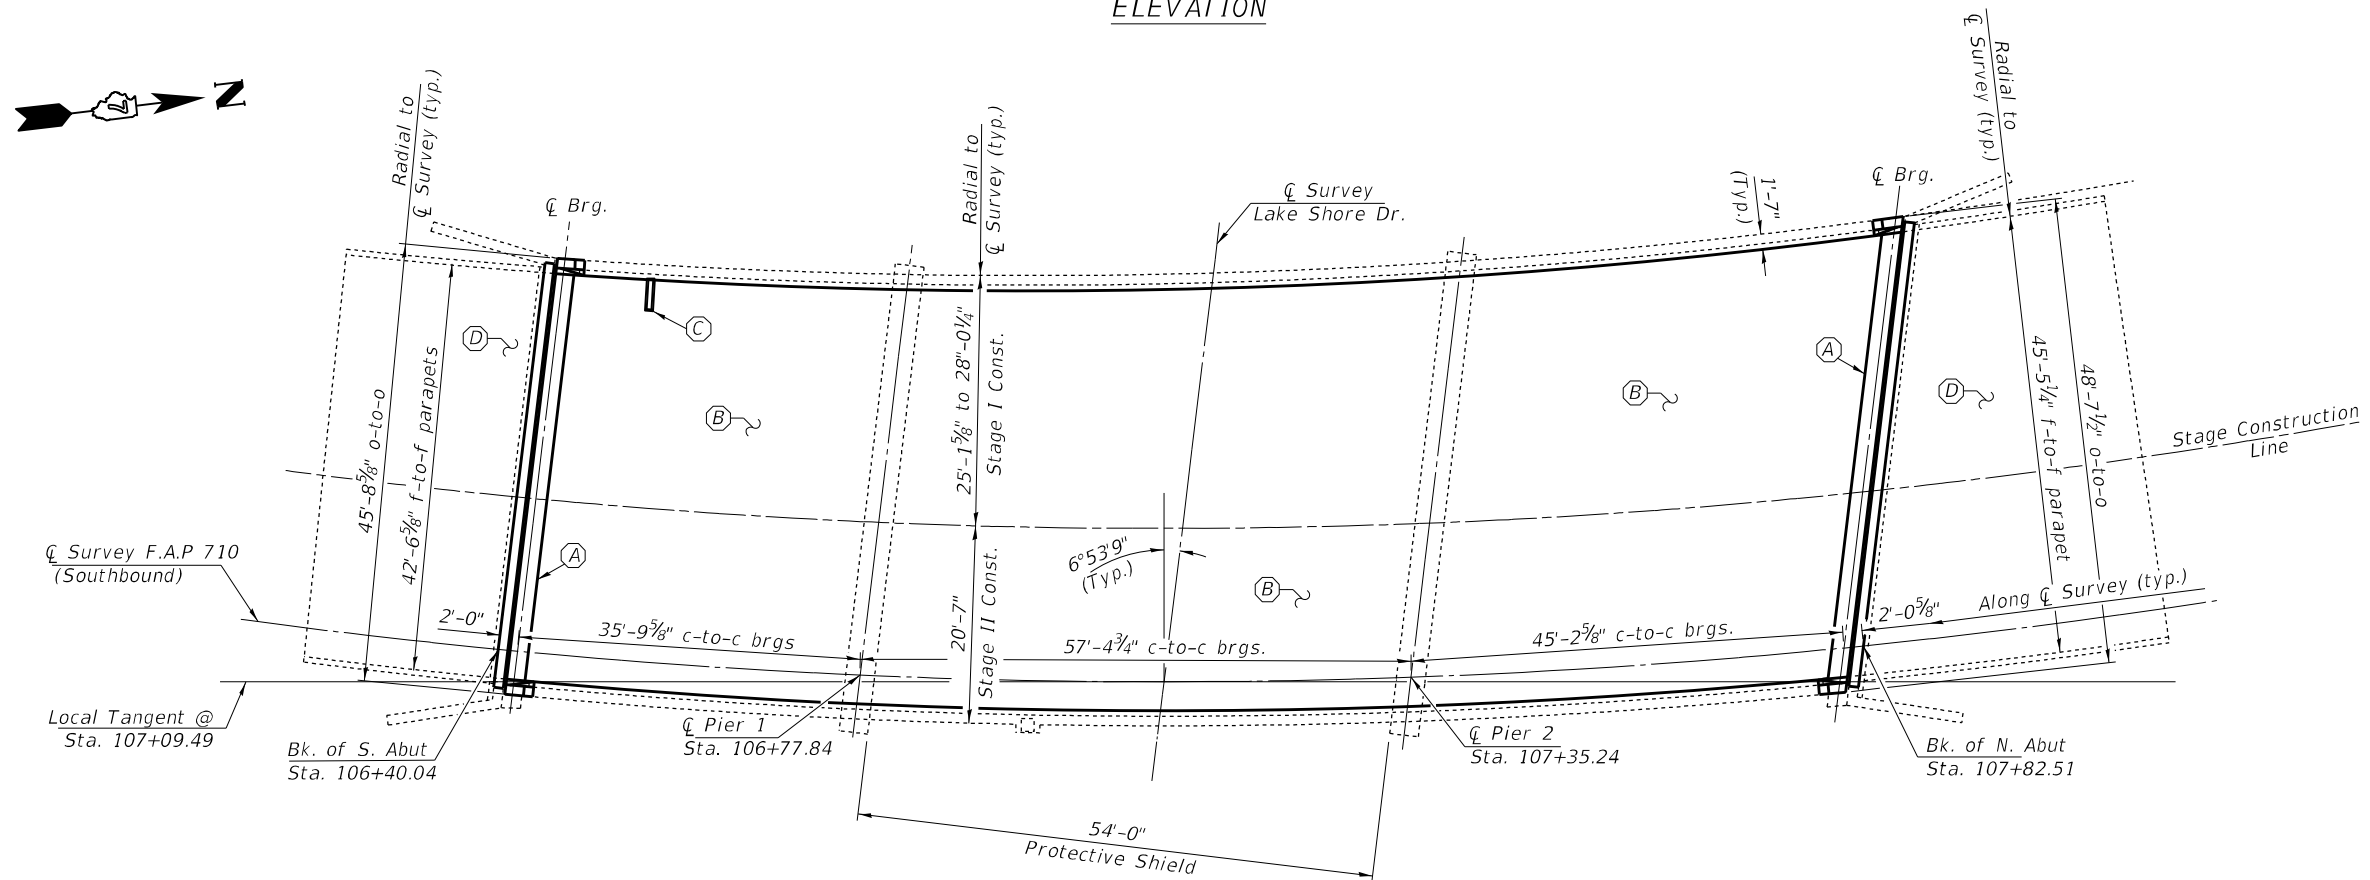 ELEVATION
N
Radial to
℄ Survey (typ.)
℄ Brg.
Radial to
℄ Survey (typ.)
℄ Survey
Lake Shore Dr.
1'-7"
(Typ.)
℄ Brg.
Radial to
℄ Survey (typ.)
D
C
B
B
A
D
45'-8⅝" o-to-o
42'-6⅝" f-to-f parapets
25'-1⅝" to 28'-0¼"
Stage I Const.
45'-5¼" f-to-f parapet
48'-7½" o-to-o
Stage Construction
Line
℄ Survey F.A.P 710
(Southbound)
A
6°53'9"
(Typ.)
B
20'-7"
Stage II Const.
2'-0"
35'-9⅝" c-to-c brgs
57'-4¾" c-to-c brgs.
45'-2⅝" c-to-c brgs.
2'-0⅝"
Along ℄ Survey (typ.)
Local Tangent @
Sta. 107+09.49
Bk. of S. Abut
Sta. 106+40.04
℄ Pier 1
Sta. 106+77.84
℄ Pier 2
Sta. 107+35.24
Bk. of N. Abut
Sta. 107+82.51
54'-0"
Protective Shield